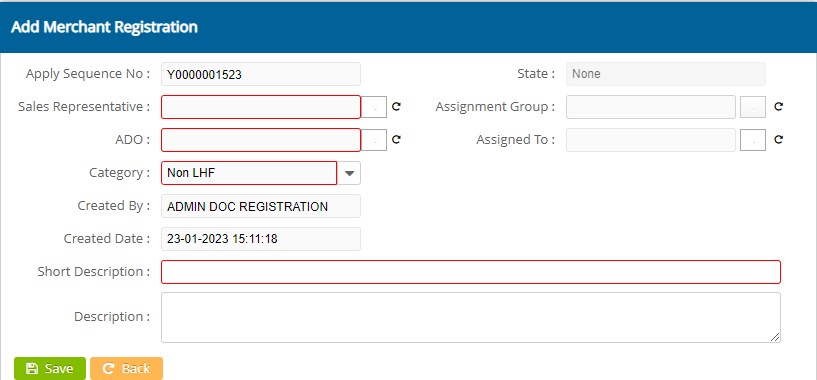 Add Merchant Registration
Apply Sequence No : Y0000001523 State : None
Sales Representative : Assignment Group :
ADO : Assigned To :
Category : Non LHF
Created By : ADMIN DOC REGISTRATION
Created Date : 23-01-2023 15:11:18
Short Description :
Description :
Save Back